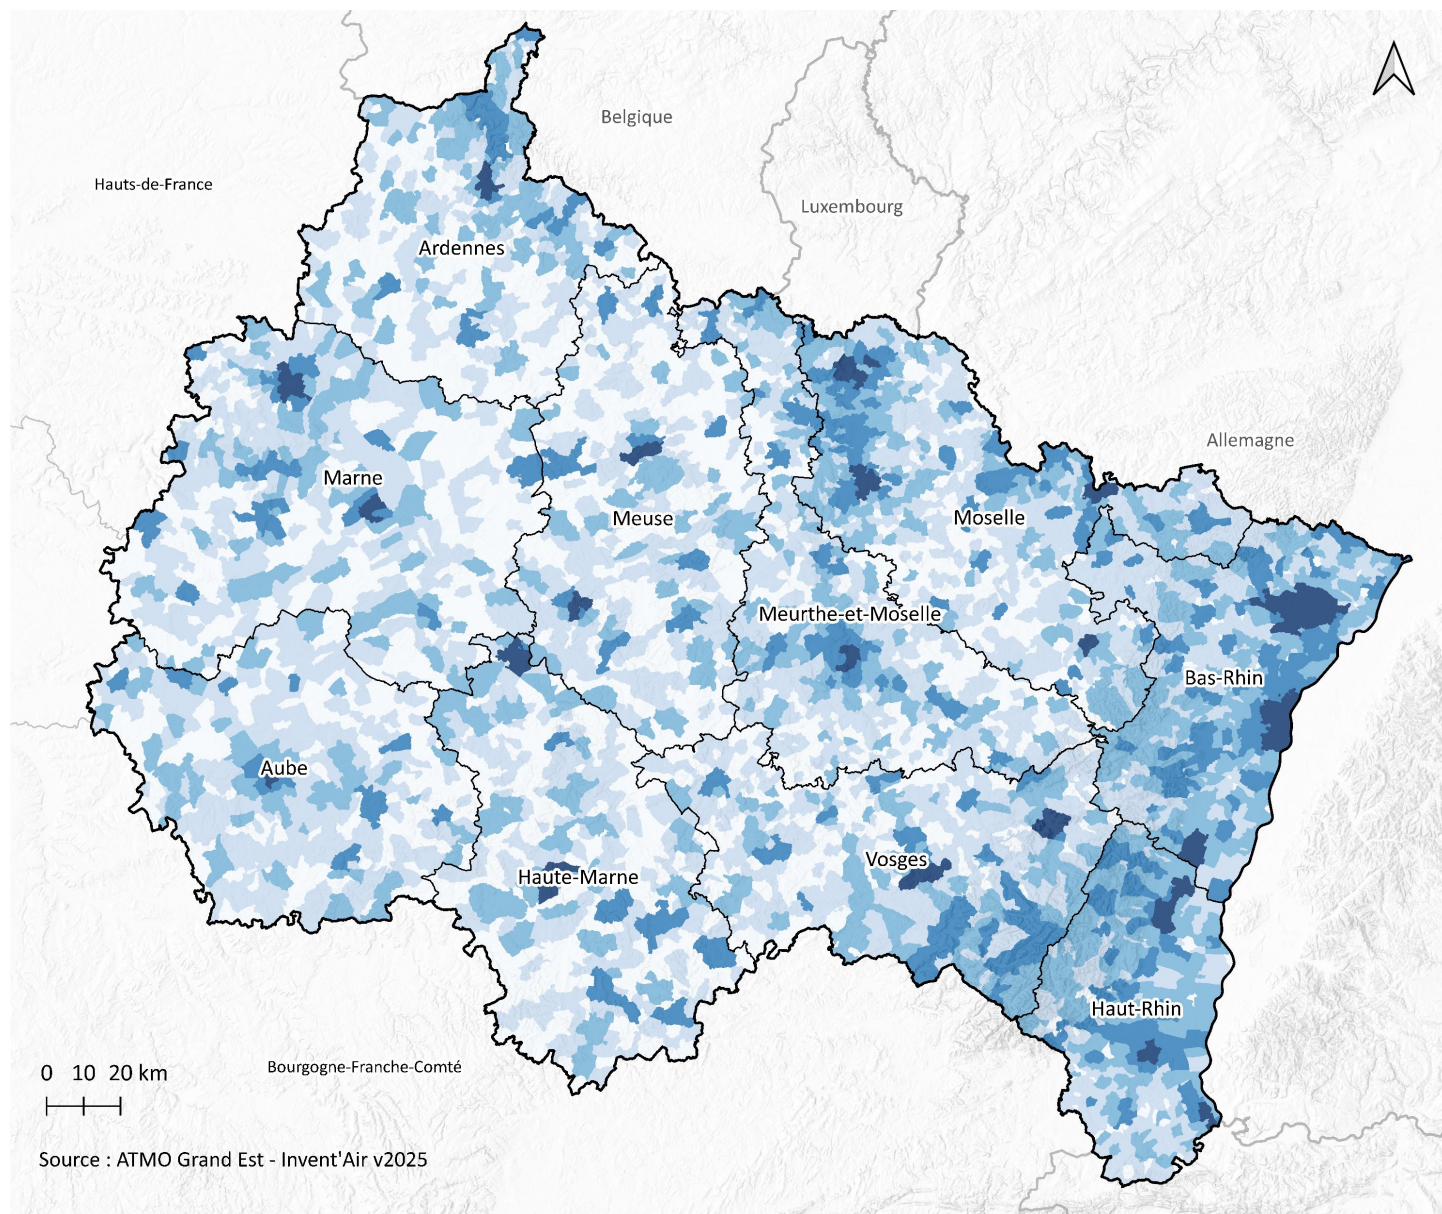 Belgique
Hauts-de-France
Luxembourg
Ardennes
Allemagne
Marne
Meuse
Moselle
Meurthe-et-Moselle
Bas-Rhin
Aube
Vosges
Haute-Marne
Haut-Rhin
Bourgogne-Franche-Comté
0 10 20 km
Source : ATMO Grand Est - Invent'Air v2025